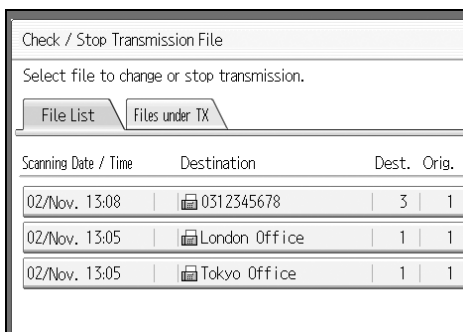 Check / Stop Transmission File
Select file to change or stop transmission.
File List Files under TX
Scanning Date / Time Destination Dest. Orig.
02/Nov. 13:08 0312345678 3 1
02/Nov. 13:05 London Office 1 1
02/Nov. 13:05 Tokyo Office 1 1